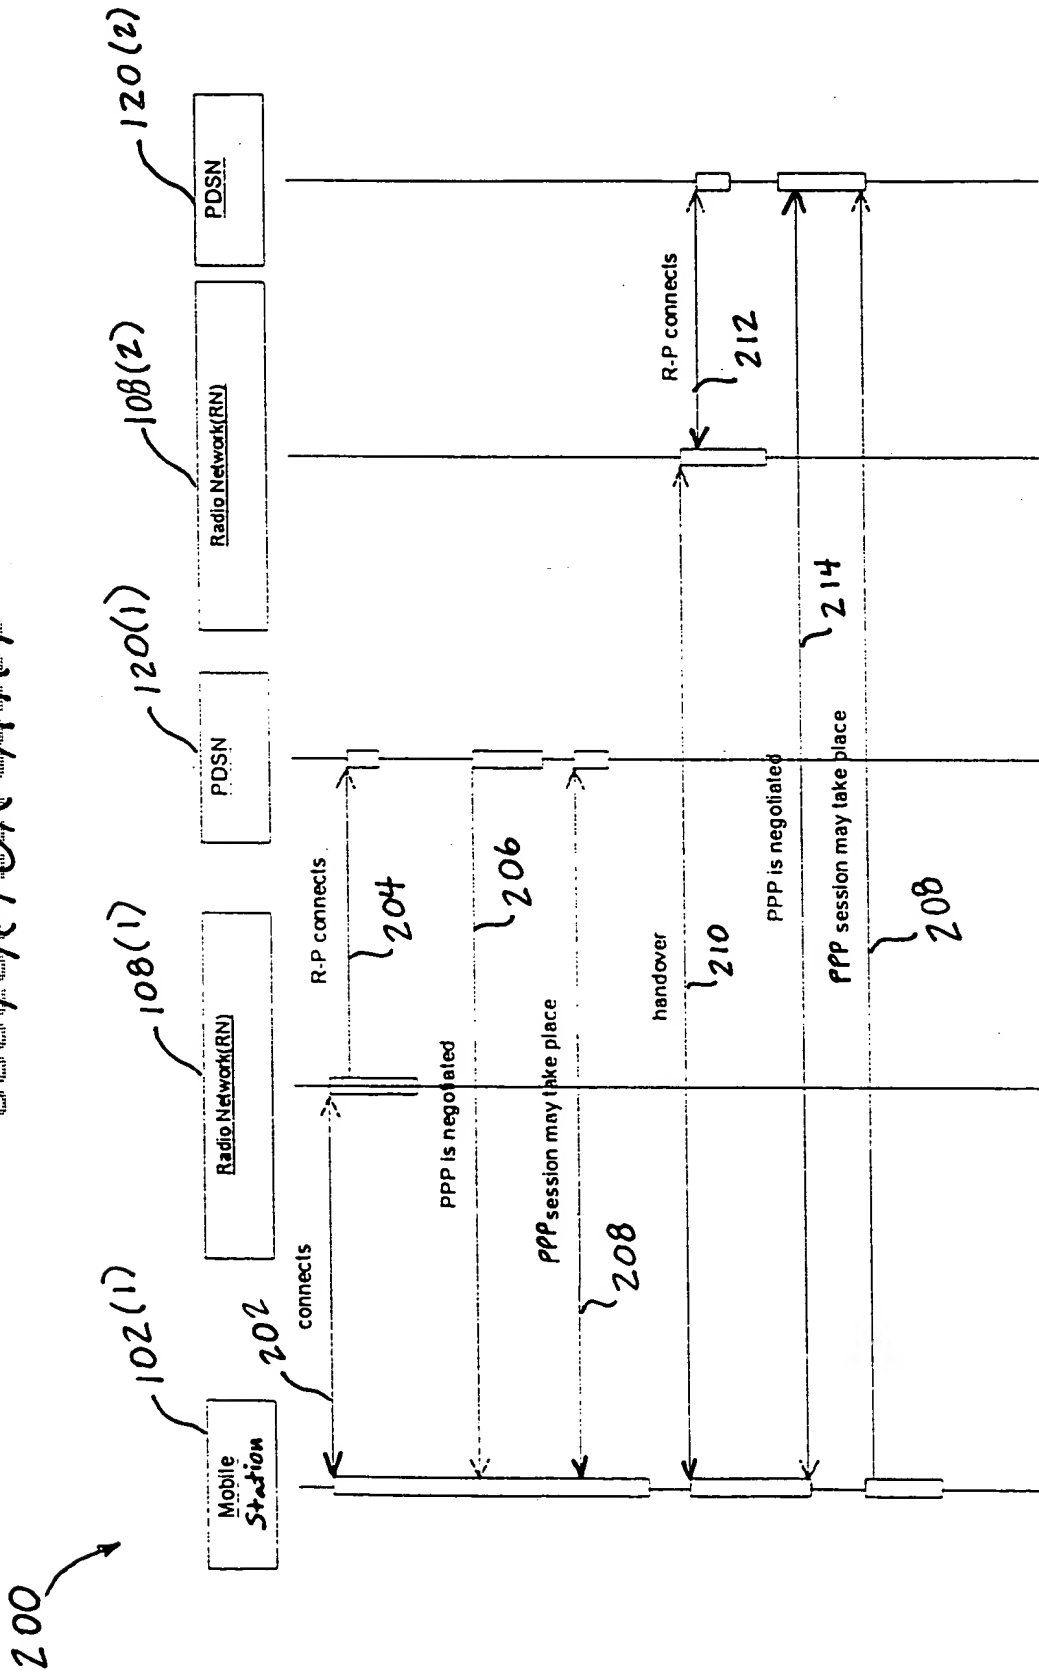 200
102(1)
108(1)
120(1)
108(2)
120(2)
Mobile
Station
Radio Network(RN)
PDSN
Radio Network(RN)
PDSN
202
connects
R-P connects
204
PPP is negotiated
206
PPP session may take place
208
handover
210
R-P connects
212
PPP is negotiated
214
PPP session may take place
208